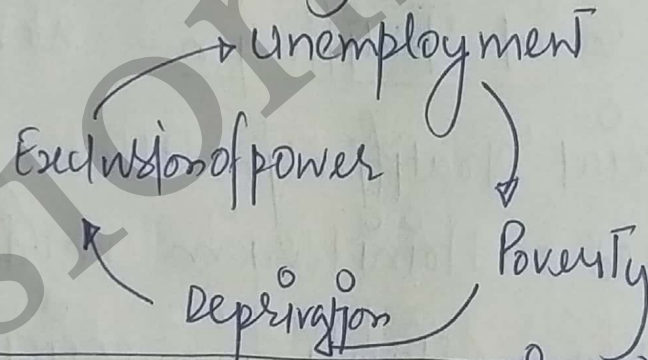 Unemployment
Exclusion of power
Poverty
Deprivation